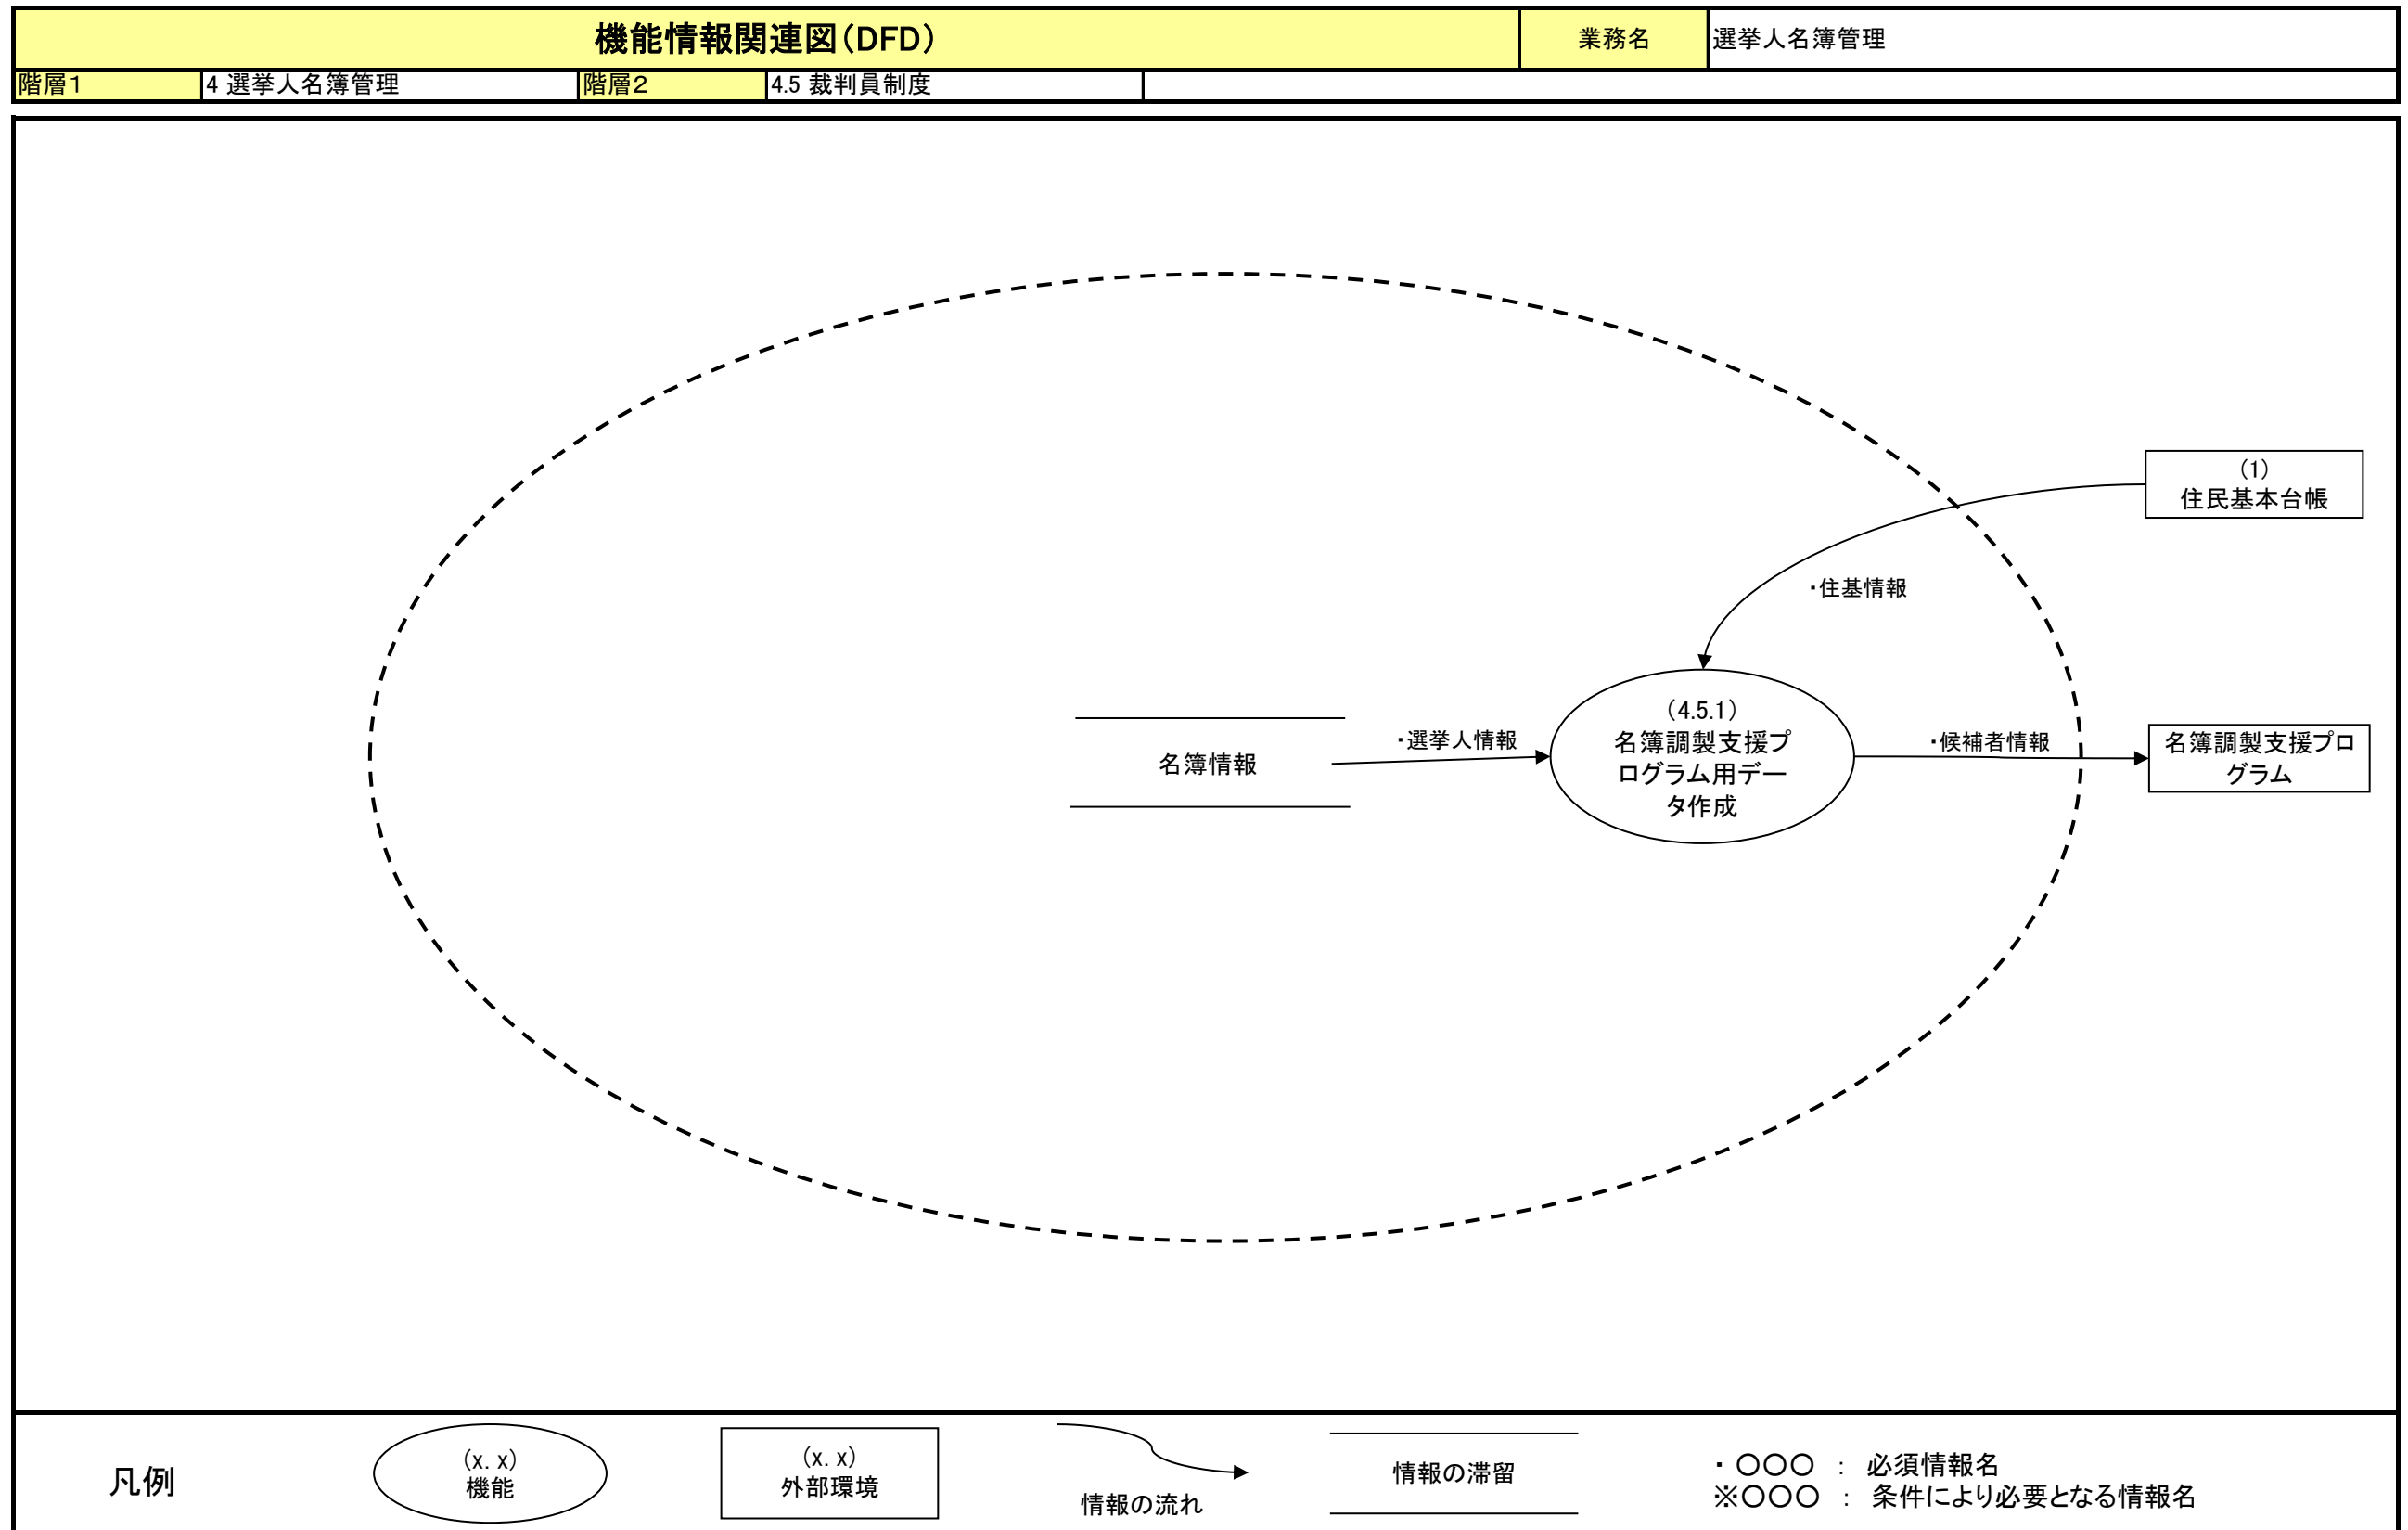 機能情報関連図（DFD）
業務名
選挙人名簿管理
階層１
4 選挙人名簿管理
階層２
4.5 裁判員制度
（1）
住民基本台帳
・住基情報
（4.5.1）
名簿調製支援プ
ログラム用デー
タ作成
名簿情報
・選挙人情報
・候補者情報
名簿調製支援プロ
グラム
凡例
（x. x）
機能
（x. x）
外部環境
情報の流れ
情報の滞留
・ 〇〇〇 ： 必須情報名
※〇〇〇 ： 条件により必要となる情報名